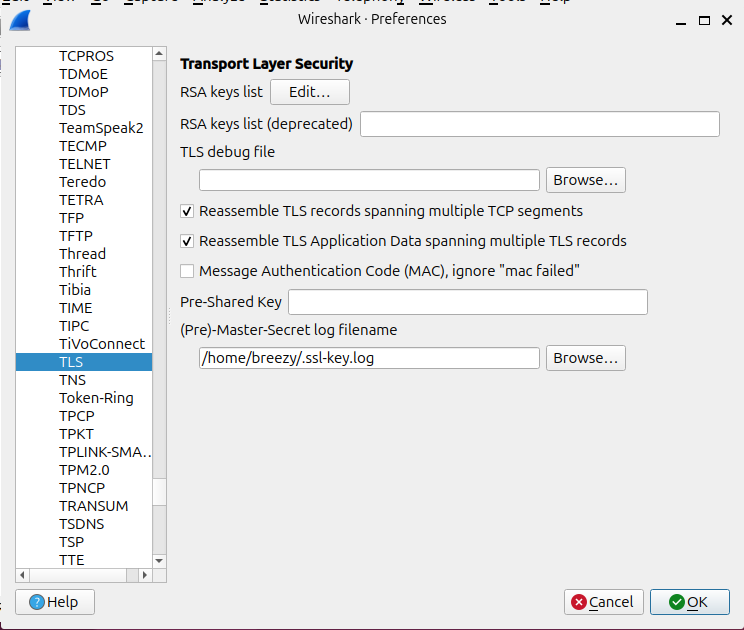 Wireshark · Preferences
TCPROS
TDMoE
TDMoP
TDS
TeamSpeak2
TECMP
TELNET
Teredo
TETRA
TFP
TFTP
Thread
Thrift
Tibia
TIME
TIPC
TiVoConnect
TLS
TNS
Token-Ring
TPCP
TPKT
TPLINK-SMA..
TPM2.0
TPNCP
TRANSUM
TSDNS
TSP
TTE
Transport Layer Security
RSA keys list Edit…
RSA keys list (deprecated)
TLS debug file
Browse…
Reassemble TLS records spanning multiple TCP segments
Reassemble TLS Application Data spanning multiple TLS records
Message Authentication Code (MAC), ignore "mac failed"
Pre-Shared Key
(Pre)-Master-Secret log filename
/home/breezy/.ssl-key.log Browse…
Help Cancel OK